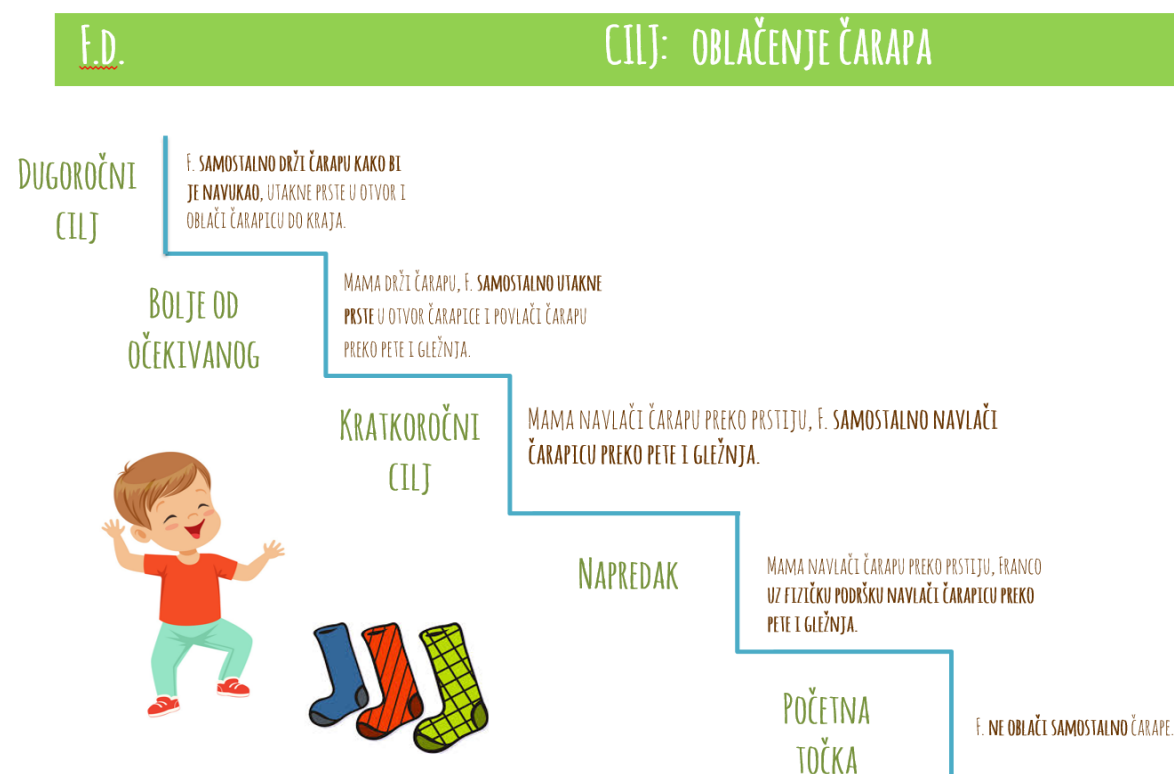 F.D.
CILJ: OBLAČENJE ČARAPA
DUGOROČNI
CILJ
F. SAMOSTALNO DRŽI ČARAPU KAKO BI
JE NAVUKAO, UTAKNE PRSTE U OTVOR I
OBLAČI ČARAPICU DO KRAJA.
BOLJE OD
OČEKIVANOG
MAMA DRŽI ČARAPU, F. SAMOSTALNO UTAKNE
PRSTE U OTVOR ČARAPICE I POVLAČI ČARAPU
PREKO PETE I GLEŽNJA.
KRATKOROČNI
CILJ
MAMA NAVLAČI ČARAPU PREKO PRSTIJU, F. SAMOSTALNO NAVLAČI
ČARAPICU PREKO PETE I GLEŽNJA.
NAPREDAK
MAMA NAVLAČI ČARAPU PREKO PRSTIJU, FRANCO
UZ FIZIČKU PODRŠKU NAVLAČI ČARAPICU PREKO
PETE I GLEŽNJA.
POČETNA
TOČKA
F. NE OBLAČI SAMOSTALNO ČARAPE.